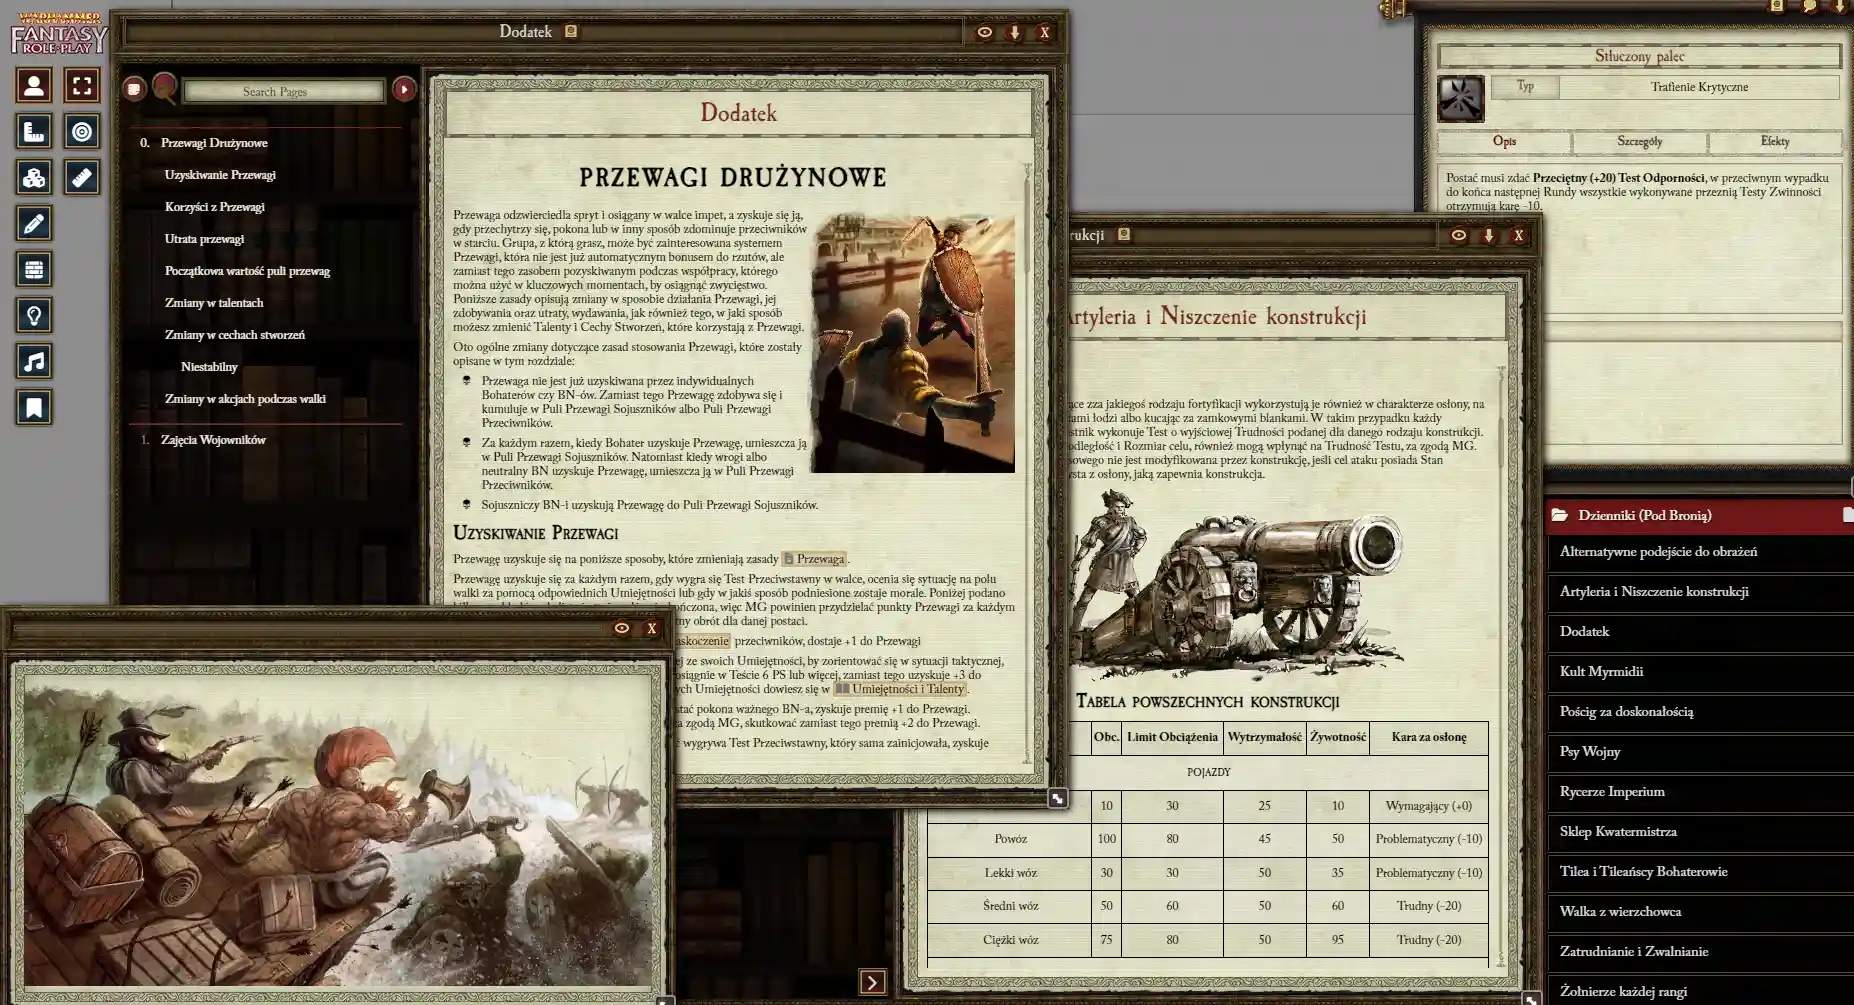 WARHAMMER
FANTASY
ROLE-PLAY
Dodatek
X
Search Pages
0. Przewagi Drużynowe
Uzyskiwanie Przewagi
Korzyści z Przewagi
Utrata przewagi
Początkowa wartość puli przewag
Zmiany w talentach
Zmiany w cechach stworzeń
Niestabilny
Zmiany w akcjach podczas walki
1. Zajęcia Wojowników
Dodatek
PRZEWAGI DRUŻYNOWE
Przewaga odzwierciedla spryt i osiągany w walce impet, a zyskuje się ją,
gdy przechytrzy się, pokona lub w inny sposób zdominuje przeciwników
w starciu. Grupa, z którą grasz, może być zainteresowana systemem
Przewagi, która nie jest już automatycznym bonusem do rzutów, ale
zamiast tego zasobem pozyskiwanym podczas współpracy, którego
można użyć w kluczowych momentach, by osiągnąć zwycięstwo.
Poniższe zasady opisują zmiany w sposobie działania Przewagi, jej
zdobywania oraz utraty, wydawania, jak również tego, w jaki sposób
możesz zmienić Talenty i Cechy Stworzeń, które korzystają z Przewagi.
Oto ogólne zmiany dotyczące zasad stosowania Przewagi, które zostały
opisane w tym rozdziale:
Przewaga nie jest już uzyskiwana przez indywidualnych
Bohaterów czy BN-ów. Zamiast tego Przewagę zdobywa się i
kumuluje w Puli Przewagi Sojuszników albo Puli Przewagi
Przeciwników.
Za każdym razem, kiedy Bohater uzyskuje Przewagę, umieszcza ją
w Puli Przewagi Sojuszników. Natomiast kiedy wrogi albo
neutralny BN uzyskuje Przewagę, umieszcza ją w Puli Przewagi
Przeciwników.
Sojuszniczy BN-i uzyskują Przewagę do Puli Przewagi Sojuszników.
UZYSKIWANIE PRZEWAGI
Przewagę uzyskuje się na poniższe sposoby, które zmieniają zasady Przewaga.
Przewagę uzyskuje się za każdym razem, gdy wygra się Test Przeciwstawny w walce, ocenia się sytuację na polu
walki za pomocą odpowiednich Umiejętności lub gdy w jakiś sposób podniesione zostaje morale. Poniżej podano
ończona, więc MG powinien przydzielać punkty Przewagi za każdym
ny obrót dla danej postaci.
askoczenie przeciwników, dostaje +1 do Przewagi
ej ze swoich Umiejętności, by zorientować się w sytuacji taktycznej,
osiągnie w Teście 6 PS lub więcej, zamiast tego uzyskuje +3 do
ych Umiejętności dowiesz się w Umiejętności i Talenty.
stać pokona ważnego BN-a, zyskuje premię +1 do Przewagi.
za zgodą MG, skutkować zamiast tego premią +2 do Przewagi.
ć wygrywa Test Przeciwstawny, który sama zainicjowała, zyskuje
X
rukcji
X
Artyleria i Niszczenie konstrukcji
ące zza jakiegoś rodzaju fortyfikacji wykorzystują je również w charakterze osłony, na
ami łodzi albo kucając za zamkowymi blankami. W takim przypadku każdy
stnik wykonuje Test o wyjściowej Trudności podanej dla danego rodzaju konstrukcji.
odległość i Rozmiar celu, również mogą wpłynąć na Trudność Testu, za zgodą MG.
sowego nie jest modyfikowana przez konstrukcję, jeśli cel ataku posiada Stan
ysta z osłony, jaką zapewnia konstrukcja.
TABELA POWSZECHNYCH KONSTRUKCJI
Obc. Limit Obciążenia Wytrzymałość Żywotność Kara za osłonę
POJAZDY
10 30 25 10 Wymagający (+0)
Powóz 100 80 45 50 Problematyczny (-10)
Lekki wóz 30 30 50 35 Problematyczny (-10)
Średni wóz 50 60 50 60 Trudny (-20)
Ciężki wóz 75 80 50 95 Trudny (-20)
Stłuczony palec
Typ Trafienie Krytyczne
Opis Szczegóły Efekty
Postać musi zdać Przeciętny (+20) Test Odporności, w przeciwnym wypadku
do końca następnej Rundy wszystkie wykonywane przeznią Testy Zwinności
otrzymują karę -10.
Dzienniki (Pod Bronią)
Alternatywne podejście do obrażeń
Artyleria i Niszczenie konstrukcji
Dodatek
Kult Myrmidii
Pościg za doskonałością
Psy Wojny
Rycerze Imperium
Sklep Kwatermistrza
Tilea i Tileańscy Bohaterowie
Walka z wierzchowca
Zatrudnianie i Zwalnianie
Żołnierze każdej rangi